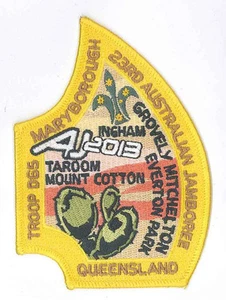 TROOP D65 MARYBOROUGH 23RD AUSTRALIAN JAMBOREE
INGHAM
GROVELY MITCHELTON
EVERTON PARK
AJ2013
TAROOM
MOUNT COTTON
QUEENSLAND